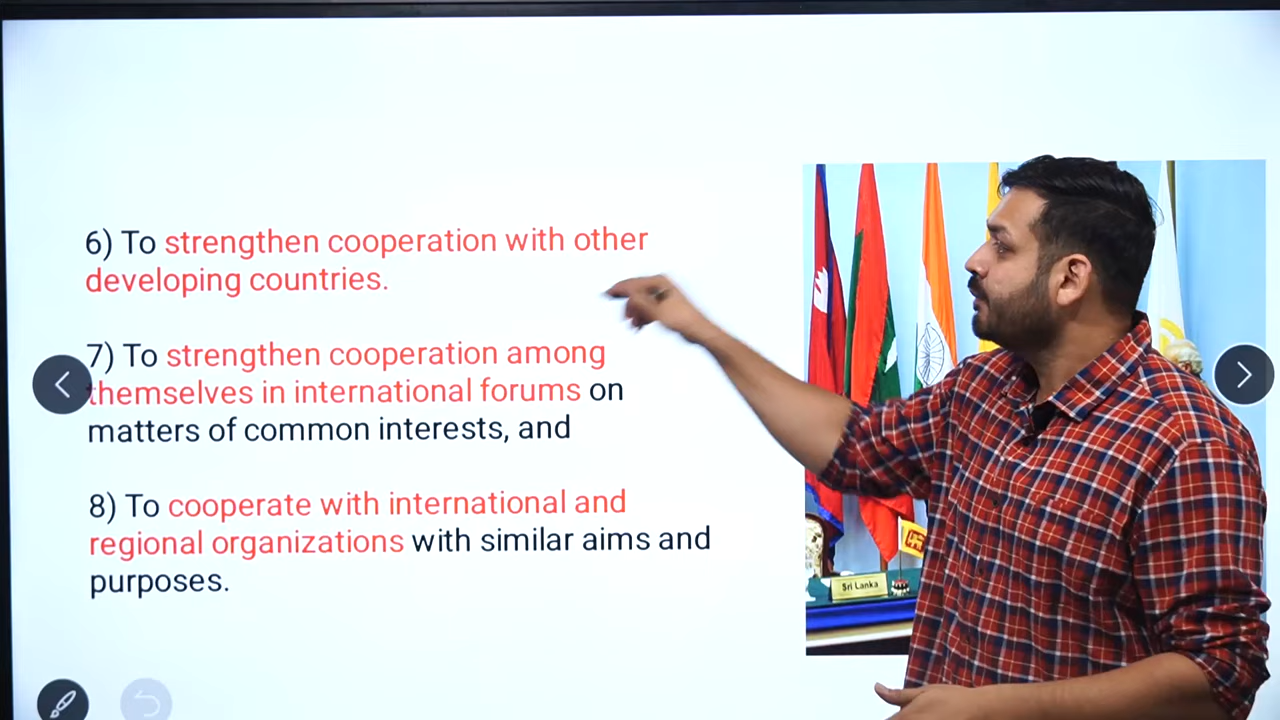 6) To strengthen cooperation with other
developing countries.
7) To strengthen cooperation among
themselves in international forums on
matters of common interests, and
8) To cooperate with international and
regional organizations with similar aims and
purposes.
Sri Lanka